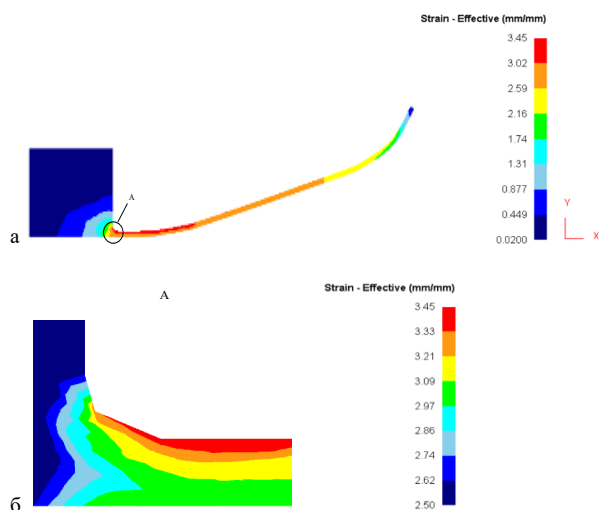 Strain - Effective (mm/mm)
3.45
3.02
2.59
2.16
1.74
1.31
0.877
0.449
0.0200
Y
X
A
а
A
Strain - Effective (mm/mm)
3.45
3.33
3.21
3.09
2.97
2.86
2.74
2.62
2.50
б